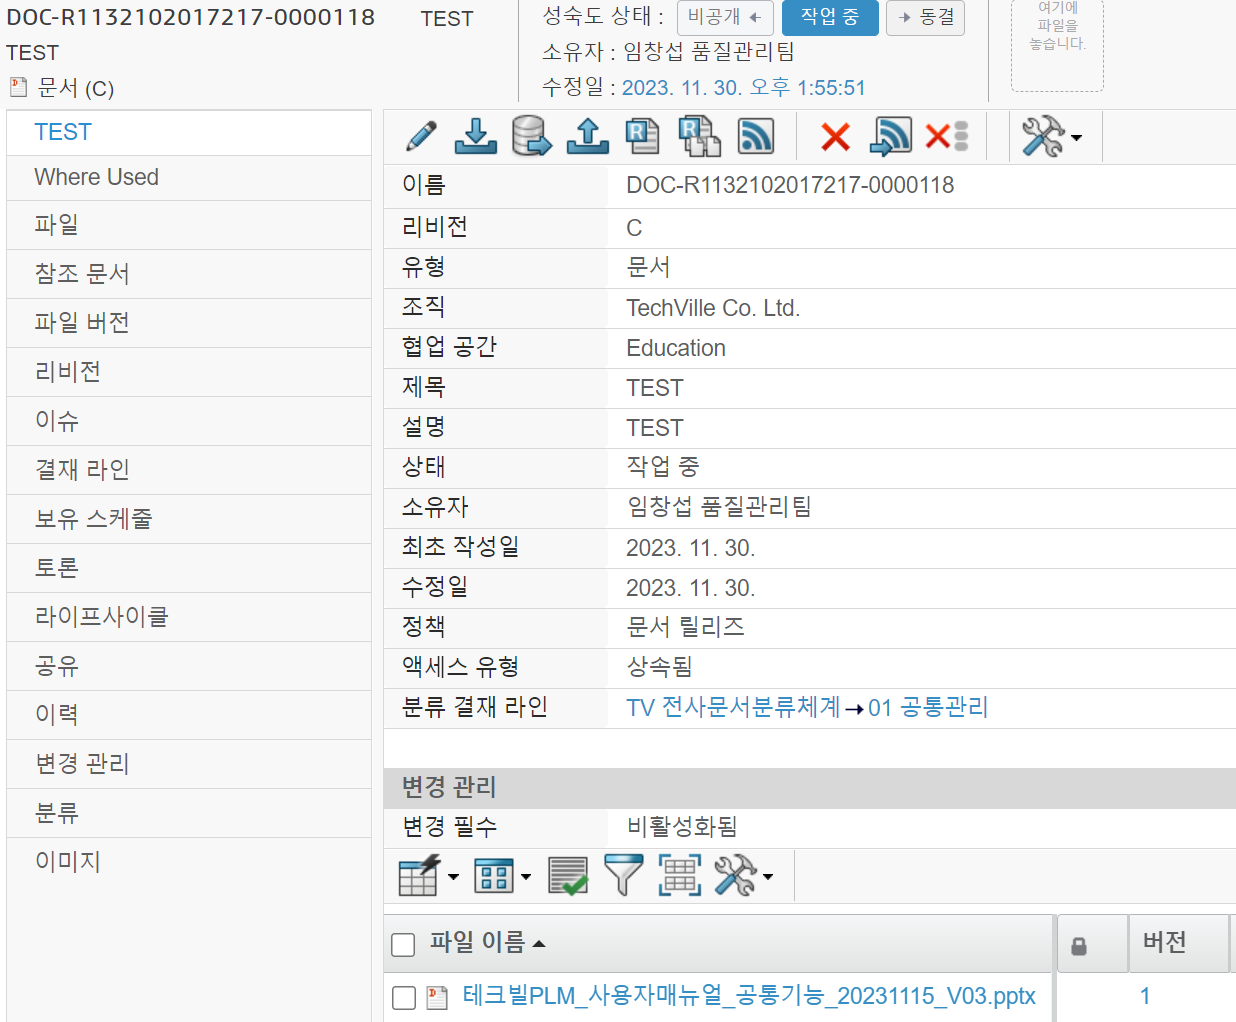 DOC-R1132102017217-0000118
TEST
TEST
문서 (C)
성숙도 상태 : 비공개 작업 중 동결
소유자 : 임창섭 품질관리팀
수정일 : 2023. 11. 30. 오후 1:55:51
여기에
파일을
놓습니다.
TEST
Where Used
파일
참조 문서
파일 버전
리비전
이슈
결재 라인
보유 스케줄
토론
라이프사이클
공유
이력
변경 관리
분류
이미지
이름 DOC-R1132102017217-0000118
리비전 C
유형 문서
조직 TechVille Co. Ltd.
협업 공간 Education
제목 TEST
설명 TEST
상태 작업 중
소유자 임창섭 품질관리팀
최초 작성일 2023. 11. 30.
수정일 2023. 11. 30.
정책 문서 릴리즈
액세스 유형 상속됨
분류 결재 라인 TV 전사문서분류체계→01 공통관리
변경 관리
변경 필수 비활성화됨
파일 이름 버전
테크빌PLM_사용자매뉴얼_공통기능_20231115_V03.pptx 1